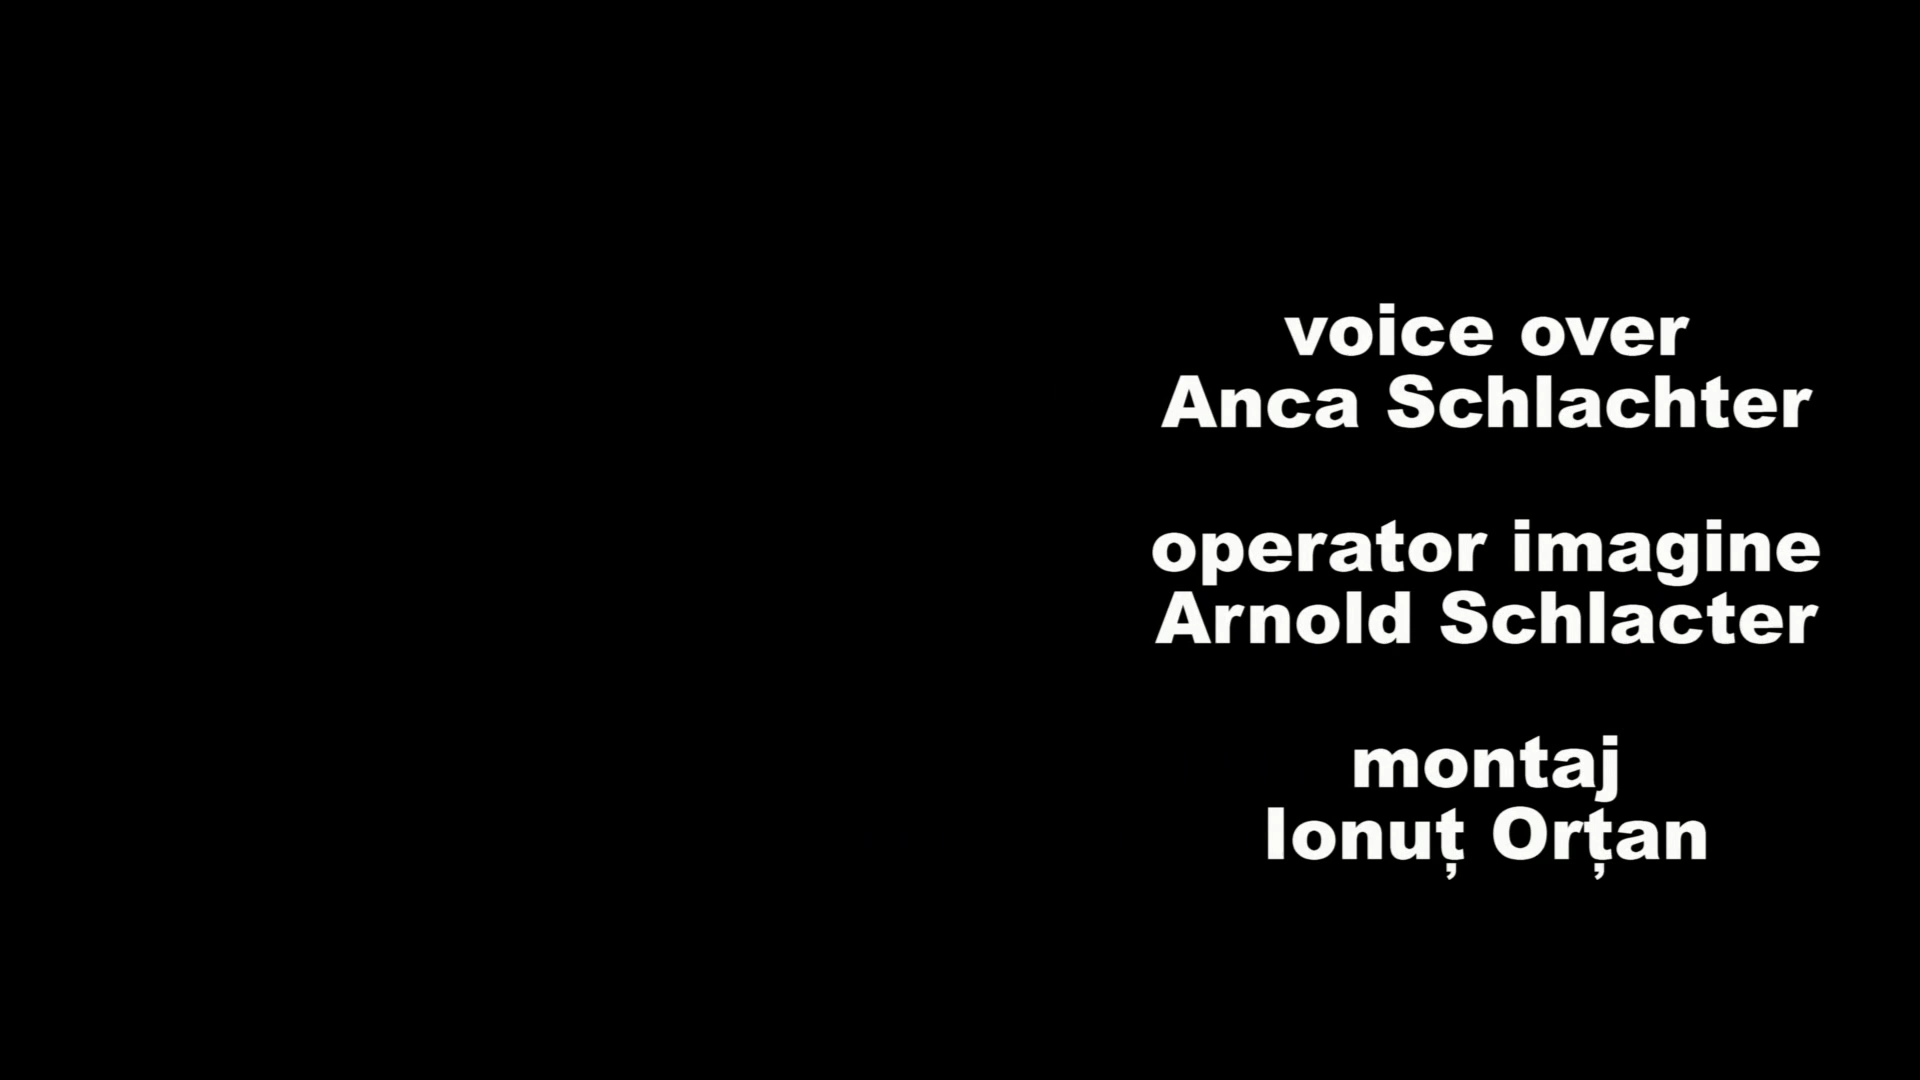 voice over
Anca Schlachter
operator imagine
Arnold Schlacter
montaj
Ionuț Orțan